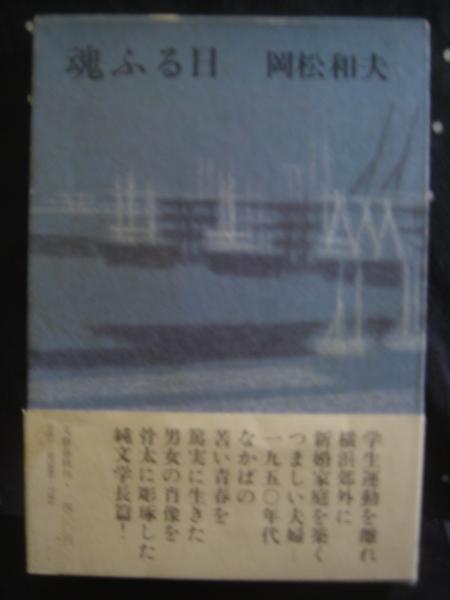 魂ふる日 岡松和夫
学生運動を離れ
横浜郊外に
新婚家庭を築く
つましい夫婦—
一九五〇年代
なかばの
苦い青春を
篤実に生きた
男女の肖像を
骨太に彫琢した
純文学長篇!